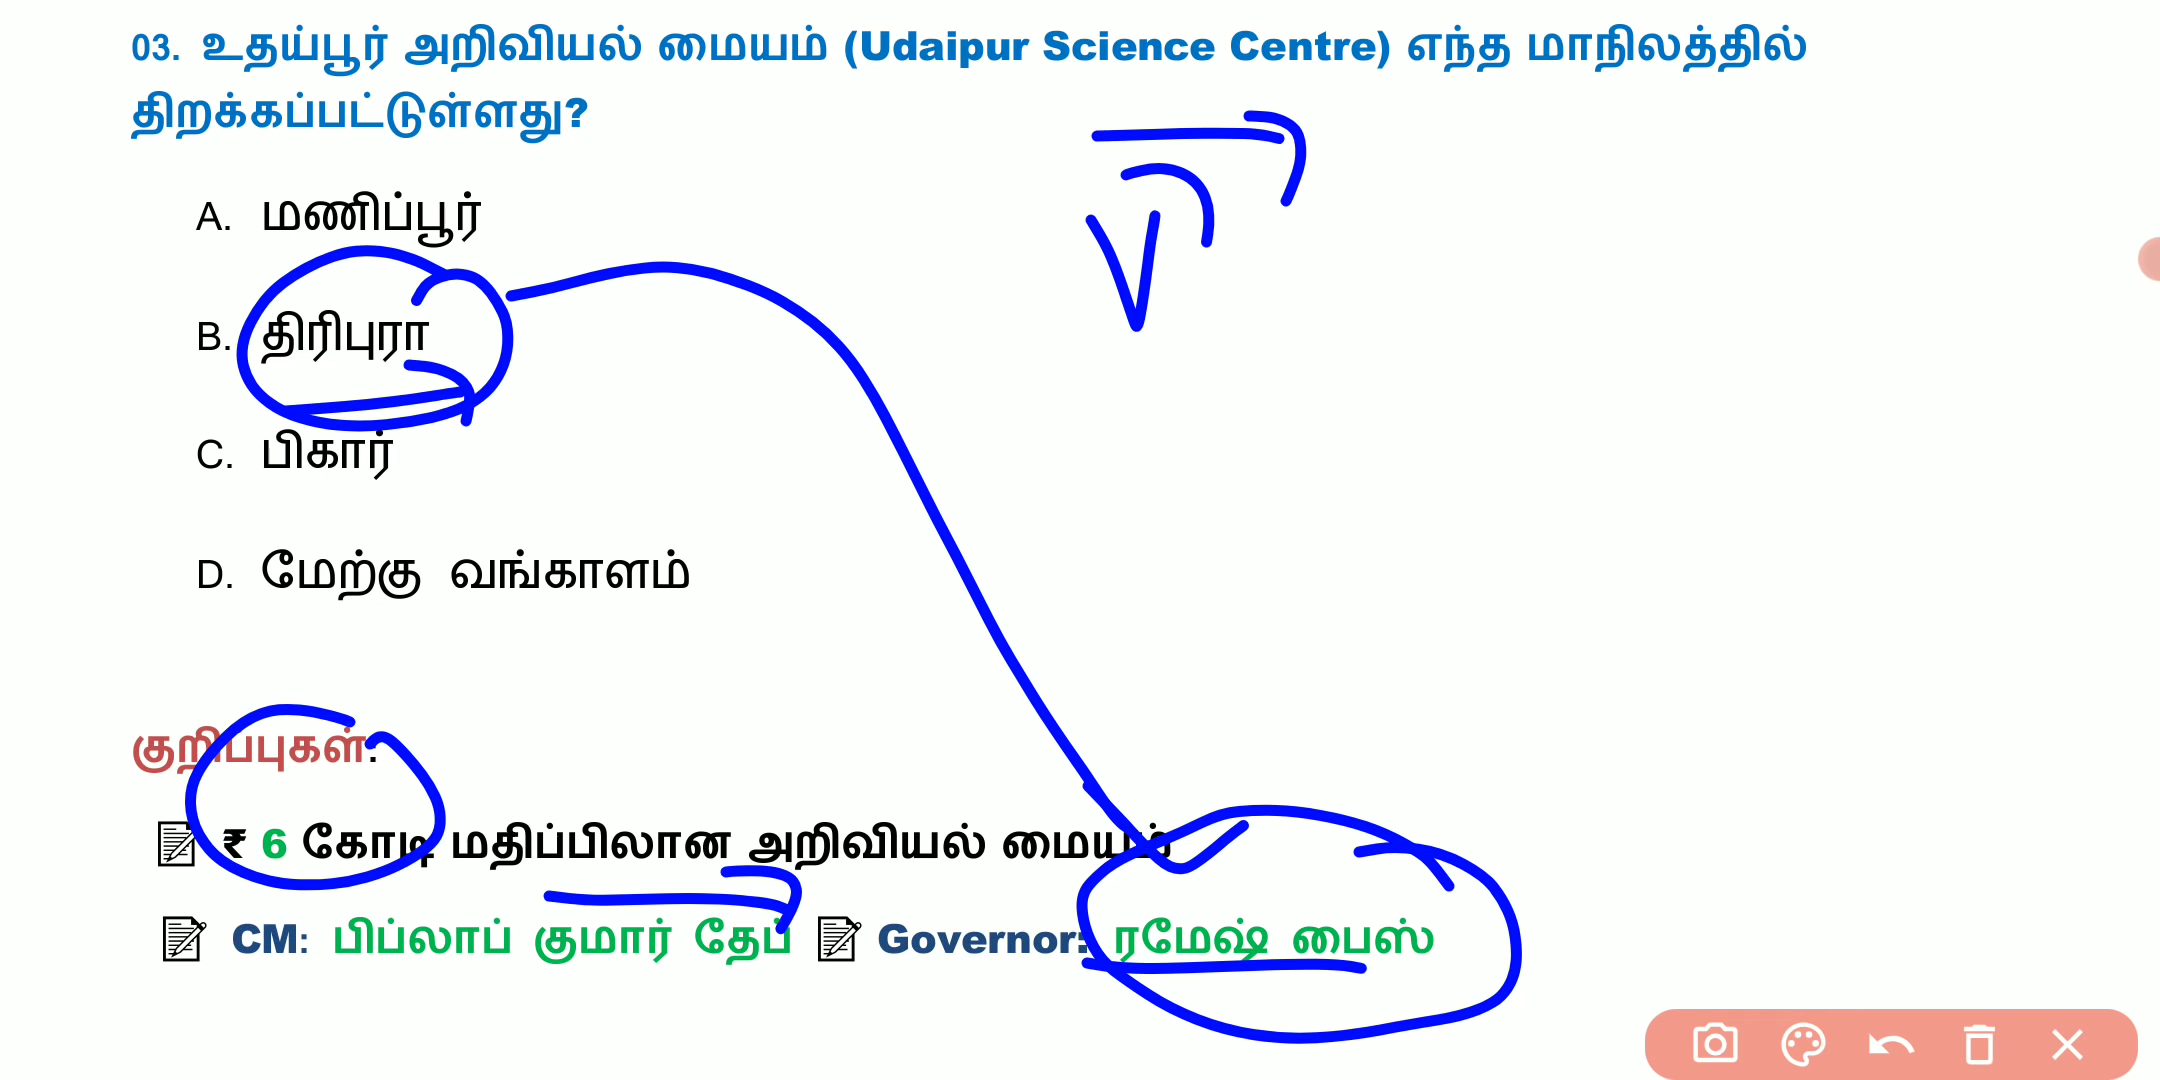 03. உதய்பூர் அறிவியல் மையம் (Udaipur Science Centre) எந்த மாநிலத்தில்
திறக்கப்பட்டுள்ளது?
A. மணிப்பூர்
B. திரிபுரா
C. பிகார்
D. மேற்கு வங்காளம்
குறிப்புகள்:
₹ 6 கோடி மதிப்பிலான அறிவியல் மையம்
CM: பிப்லாப் குமார் தேப் Governor: ரமேஷ் பைஸ்